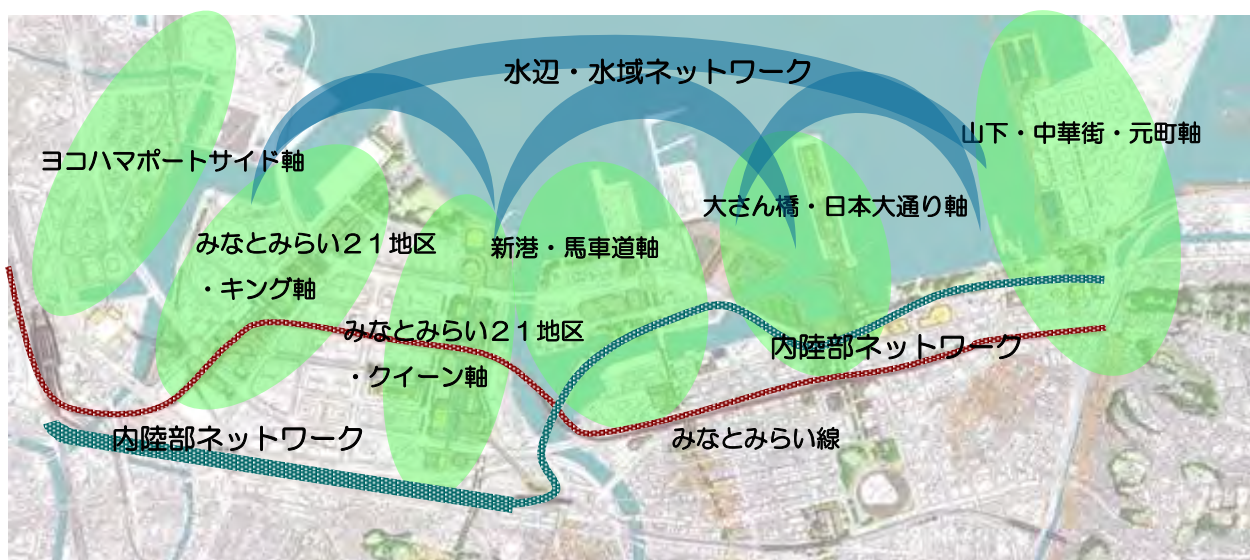 水辺・水域ネットワーク
山下・中華街・元町軸
ヨコハマポートサイド軸
大さん橋・日本大通り軸
みなとみらい２１地区
・キング軸
新港・馬車道軸
みなとみらい２１地区
・クイーン軸
内陸部ネットワーク
内陸部ネットワーク
みなとみらい線